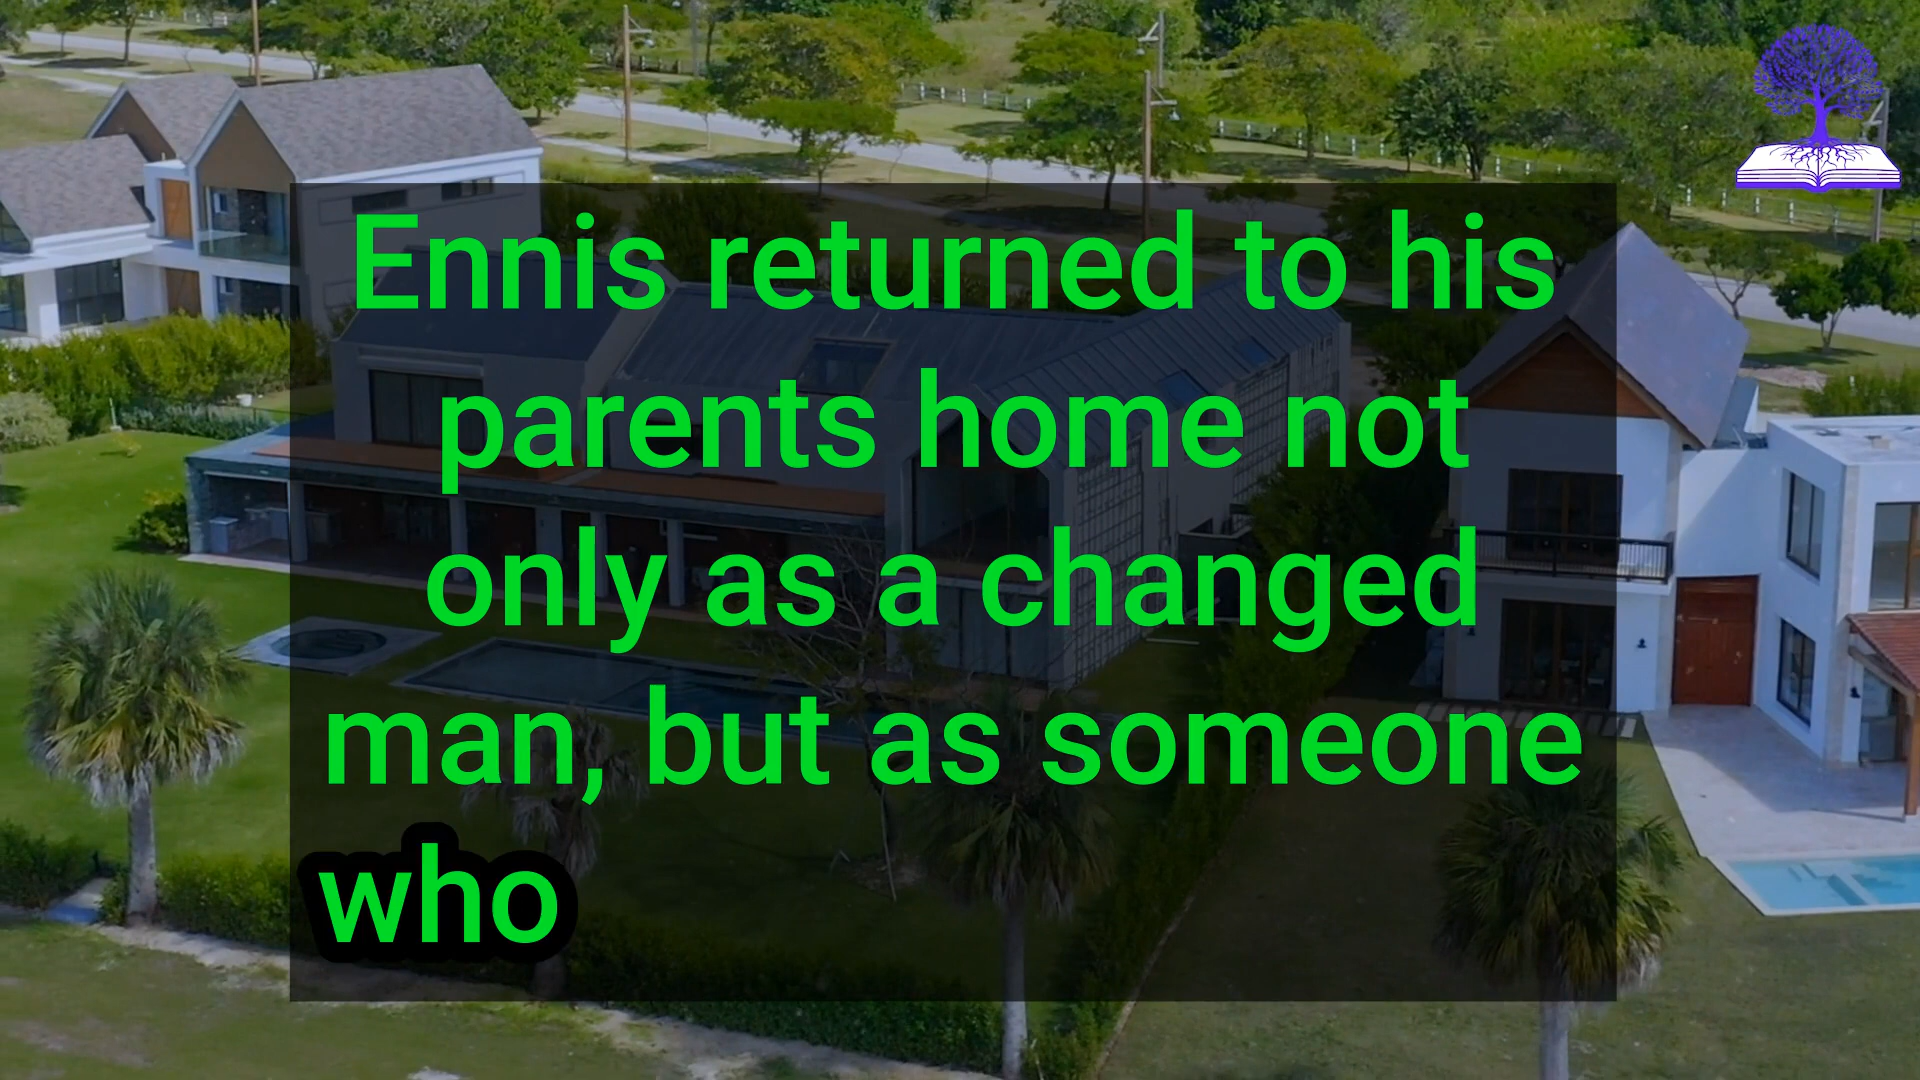 Ennis returned to his
parents home not
only as a changed
man, but as someone
who